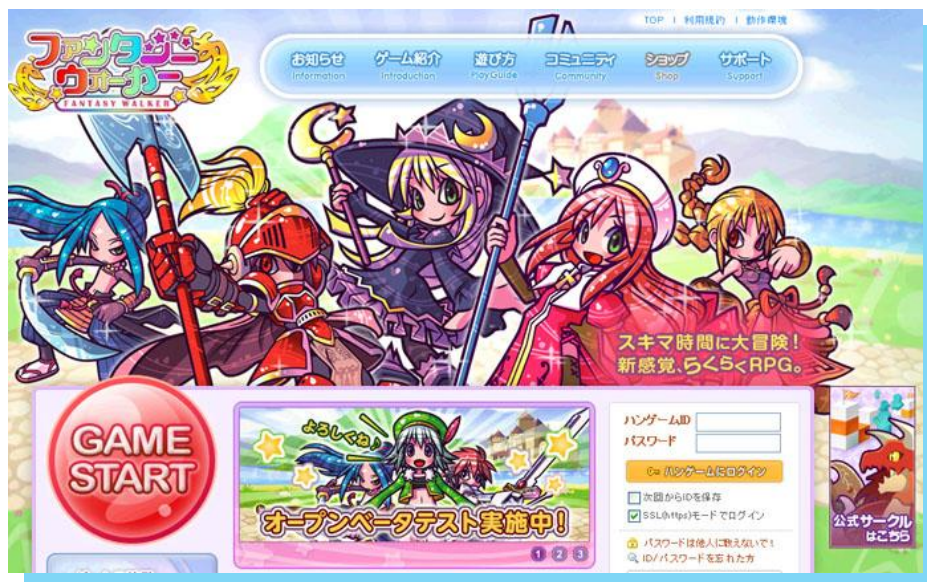 TOP | 利用規約 | 動作環境
ファンタジー
ウォーカー
FANTASY WALKER
お知らせ ゲーム紹介 遊び方 コミュニティ ショップ サポート
Information Introduction PlayGuide Community Shop Support
スキマ時間に大冒険!
新感覚、らくらくRPG。
GAME
START
よろしくね♪
オープンベータテスト実施中!
1 2 3
ハンゲームID
パスワード
ハンゲームにログイン
次回からIDを保存
SSL(https)モードでログイン
パスワードは他人に教えないで!
ID/パスワードを忘れた方
公式サークル
はこちら